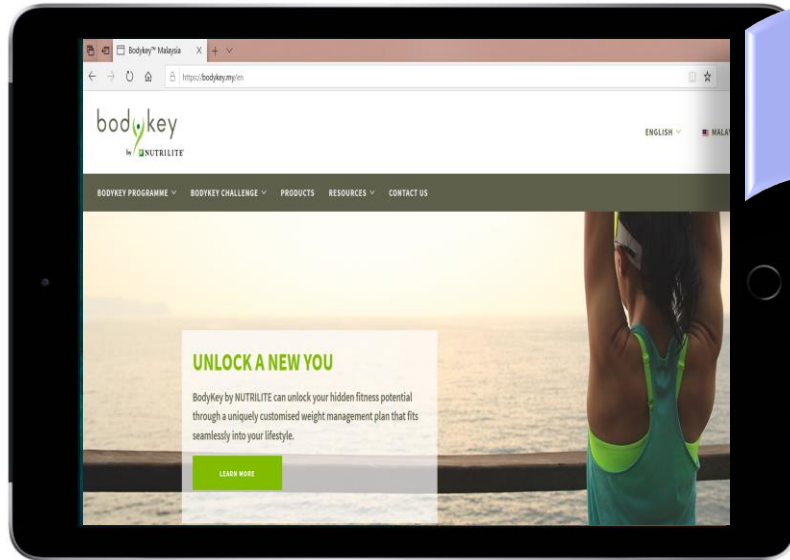 Bodykey™ Malaysia
https://bodykey.my/en
bodykey
by NUTRILITE
ENGLISH
BODYKEY PROGRAMME
BODYKEY CHALLENGE
PRODUCTS
RESOURCES
CONTACT US
UNLOCK A NEW YOU
BodyKey by NUTRILITE can unlock your hidden fitness potential
through a uniquely customised weight management plan that fits
seamlessly into your lifestyle.
LEARN MORE